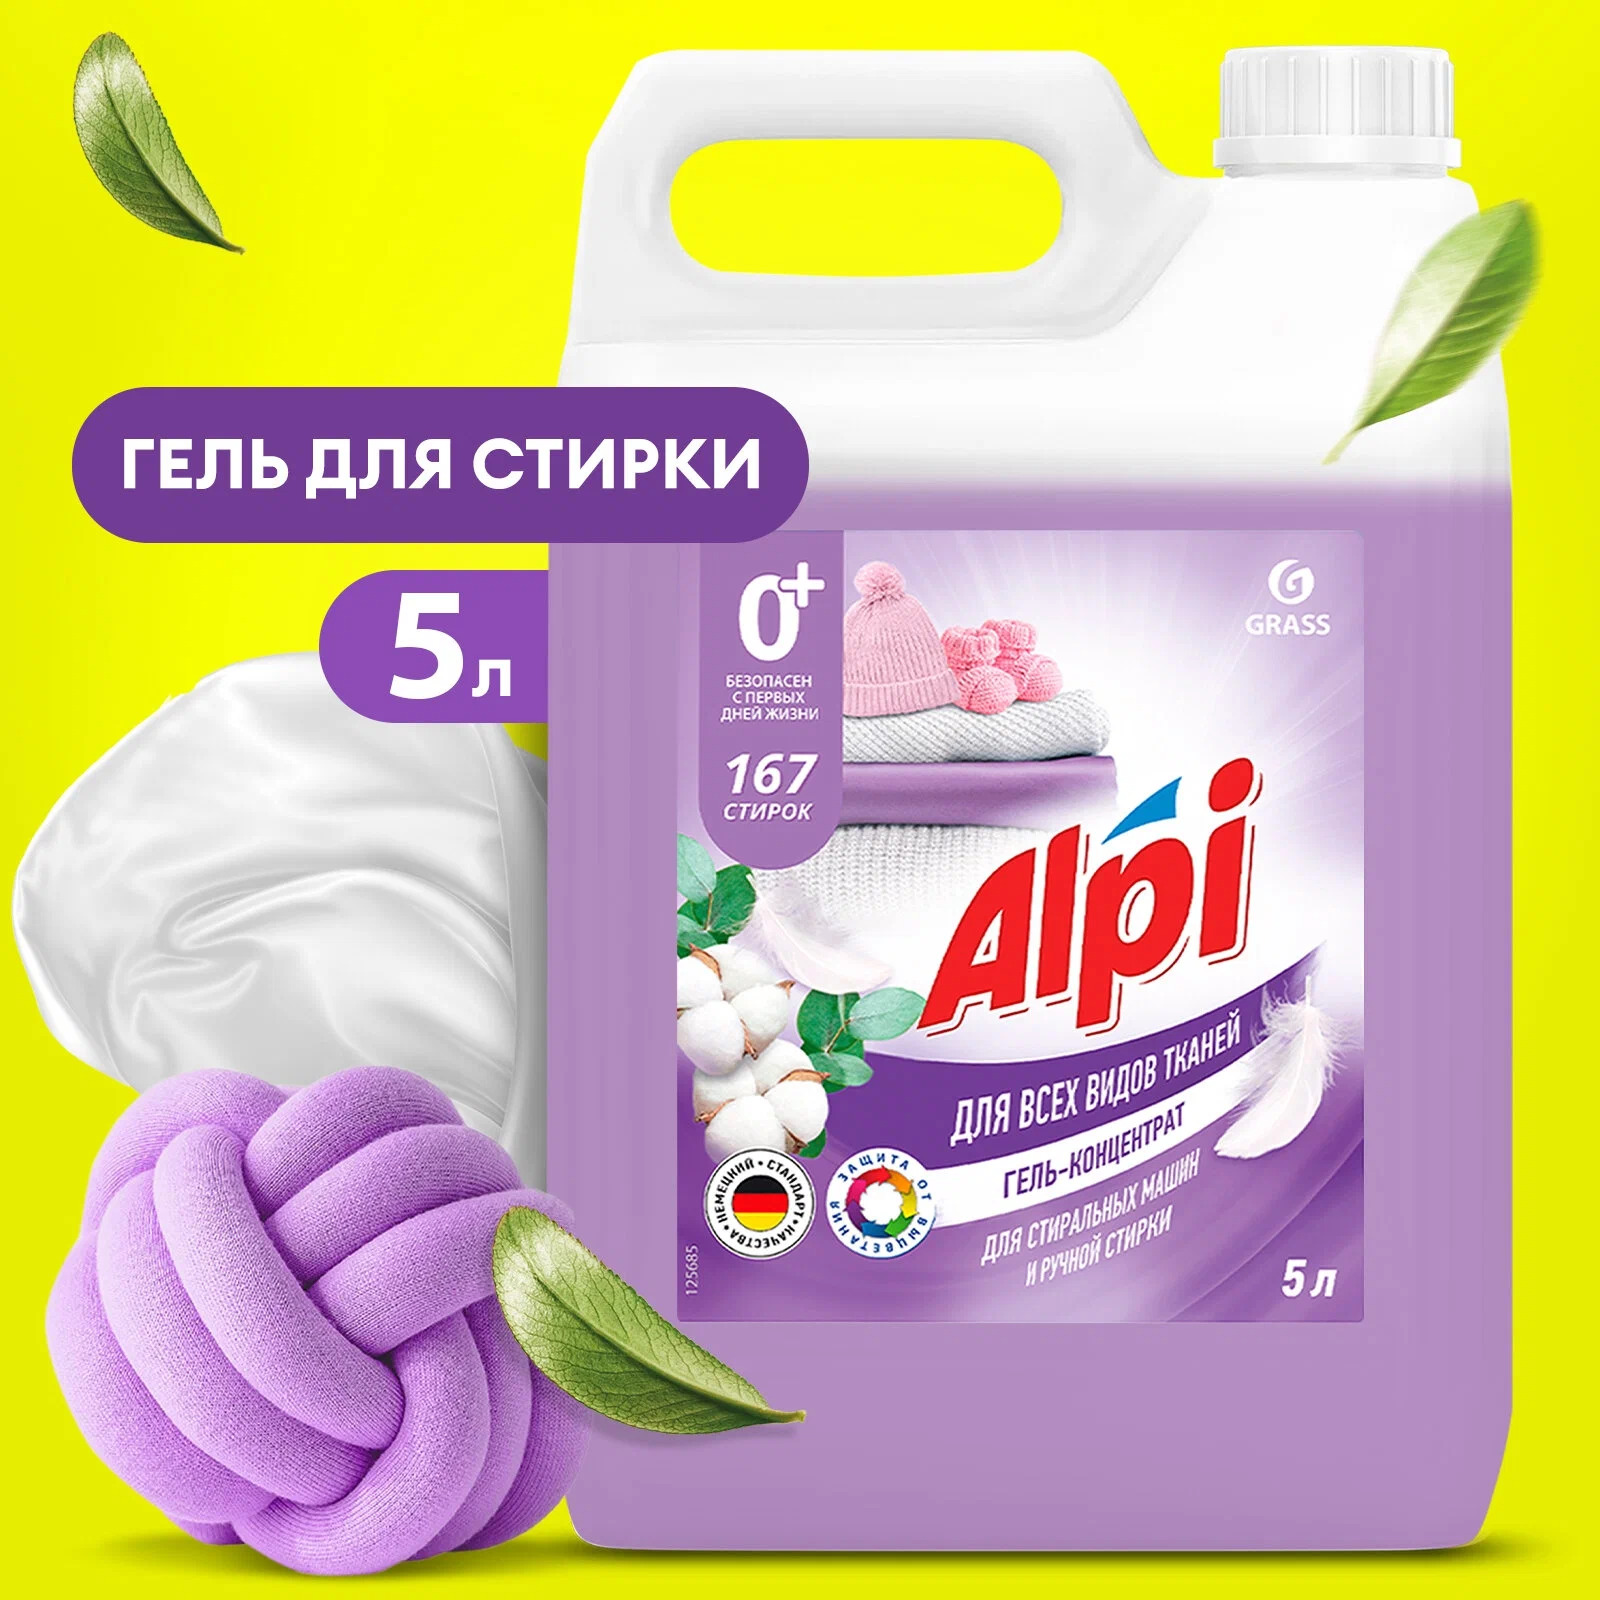 ГЕЛЬ ДЛЯ СТИРКИ
5 л
0+
БЕЗОПАСЕН
С ПЕРВЫХ
ДНЕЙ ЖИЗНИ
167
СТИРОК
GRASS
Alpi
ДЛЯ ВСЕХ ВИДОВ ТКАНЕЙ
ГЕЛЬ-КОНЦЕНТРАТ
ДЛЯ СТИРАЛЬНЫХ МАШИН
И РУЧНОЙ СТИРКИ
НЕМЕЦКИЙ • СТАНДАРТ • КАЧЕСТВА •
ЗАЩИТА ОТ ВЫЦВЕТАНИЯ
125685
5 л